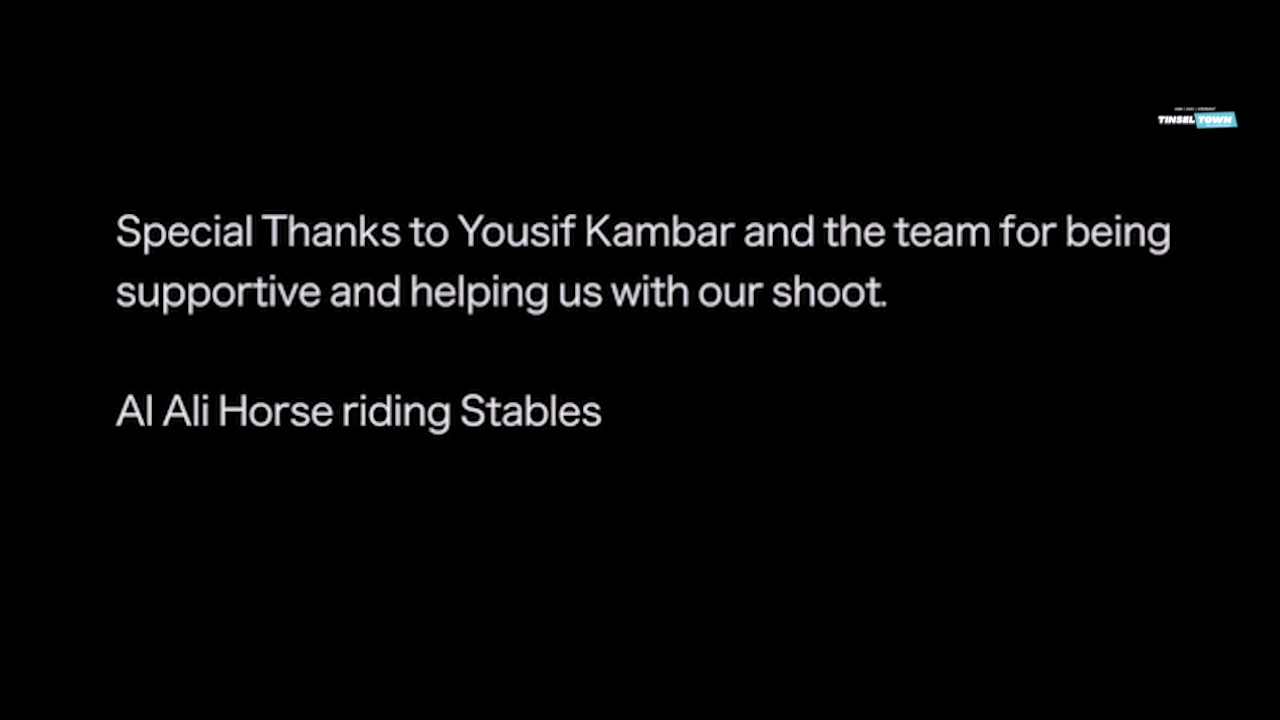 TINSEL TOWN
Special Thanks to Yousif Kambar and the team for being
supportive and helping us with our shoot.
Al Ali Horse riding Stables